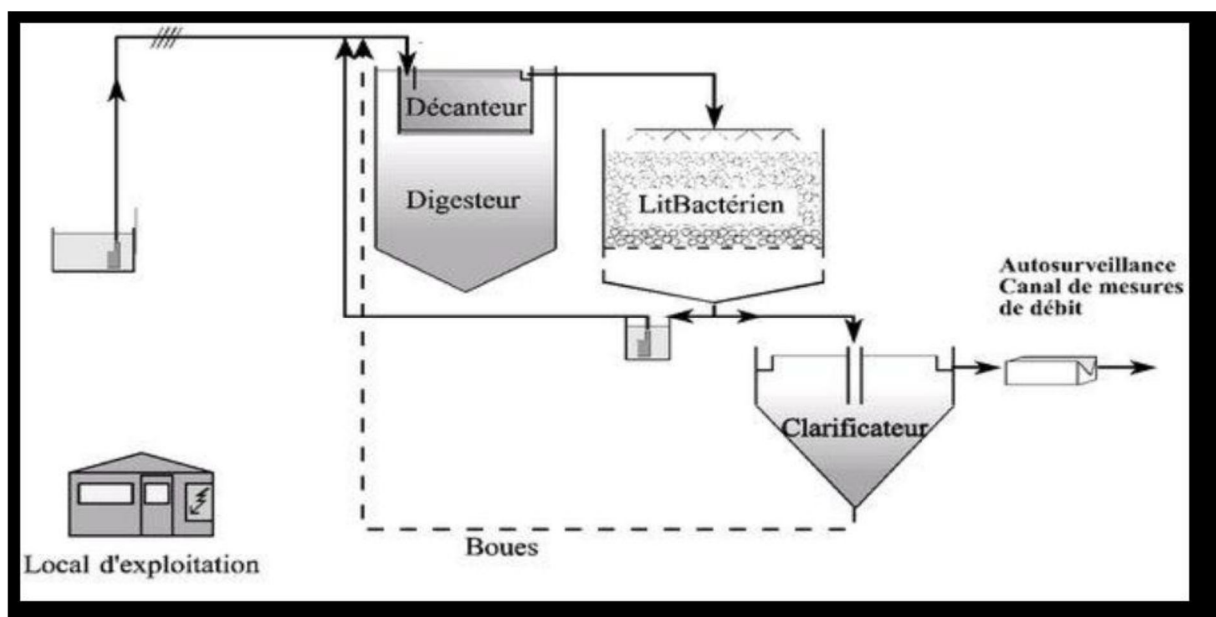 Décanteur
Digesteur
LitBactérien
Autosurveillance
Canal de mesures
de débit
Clarificateur
Boues
Local d'exploitation